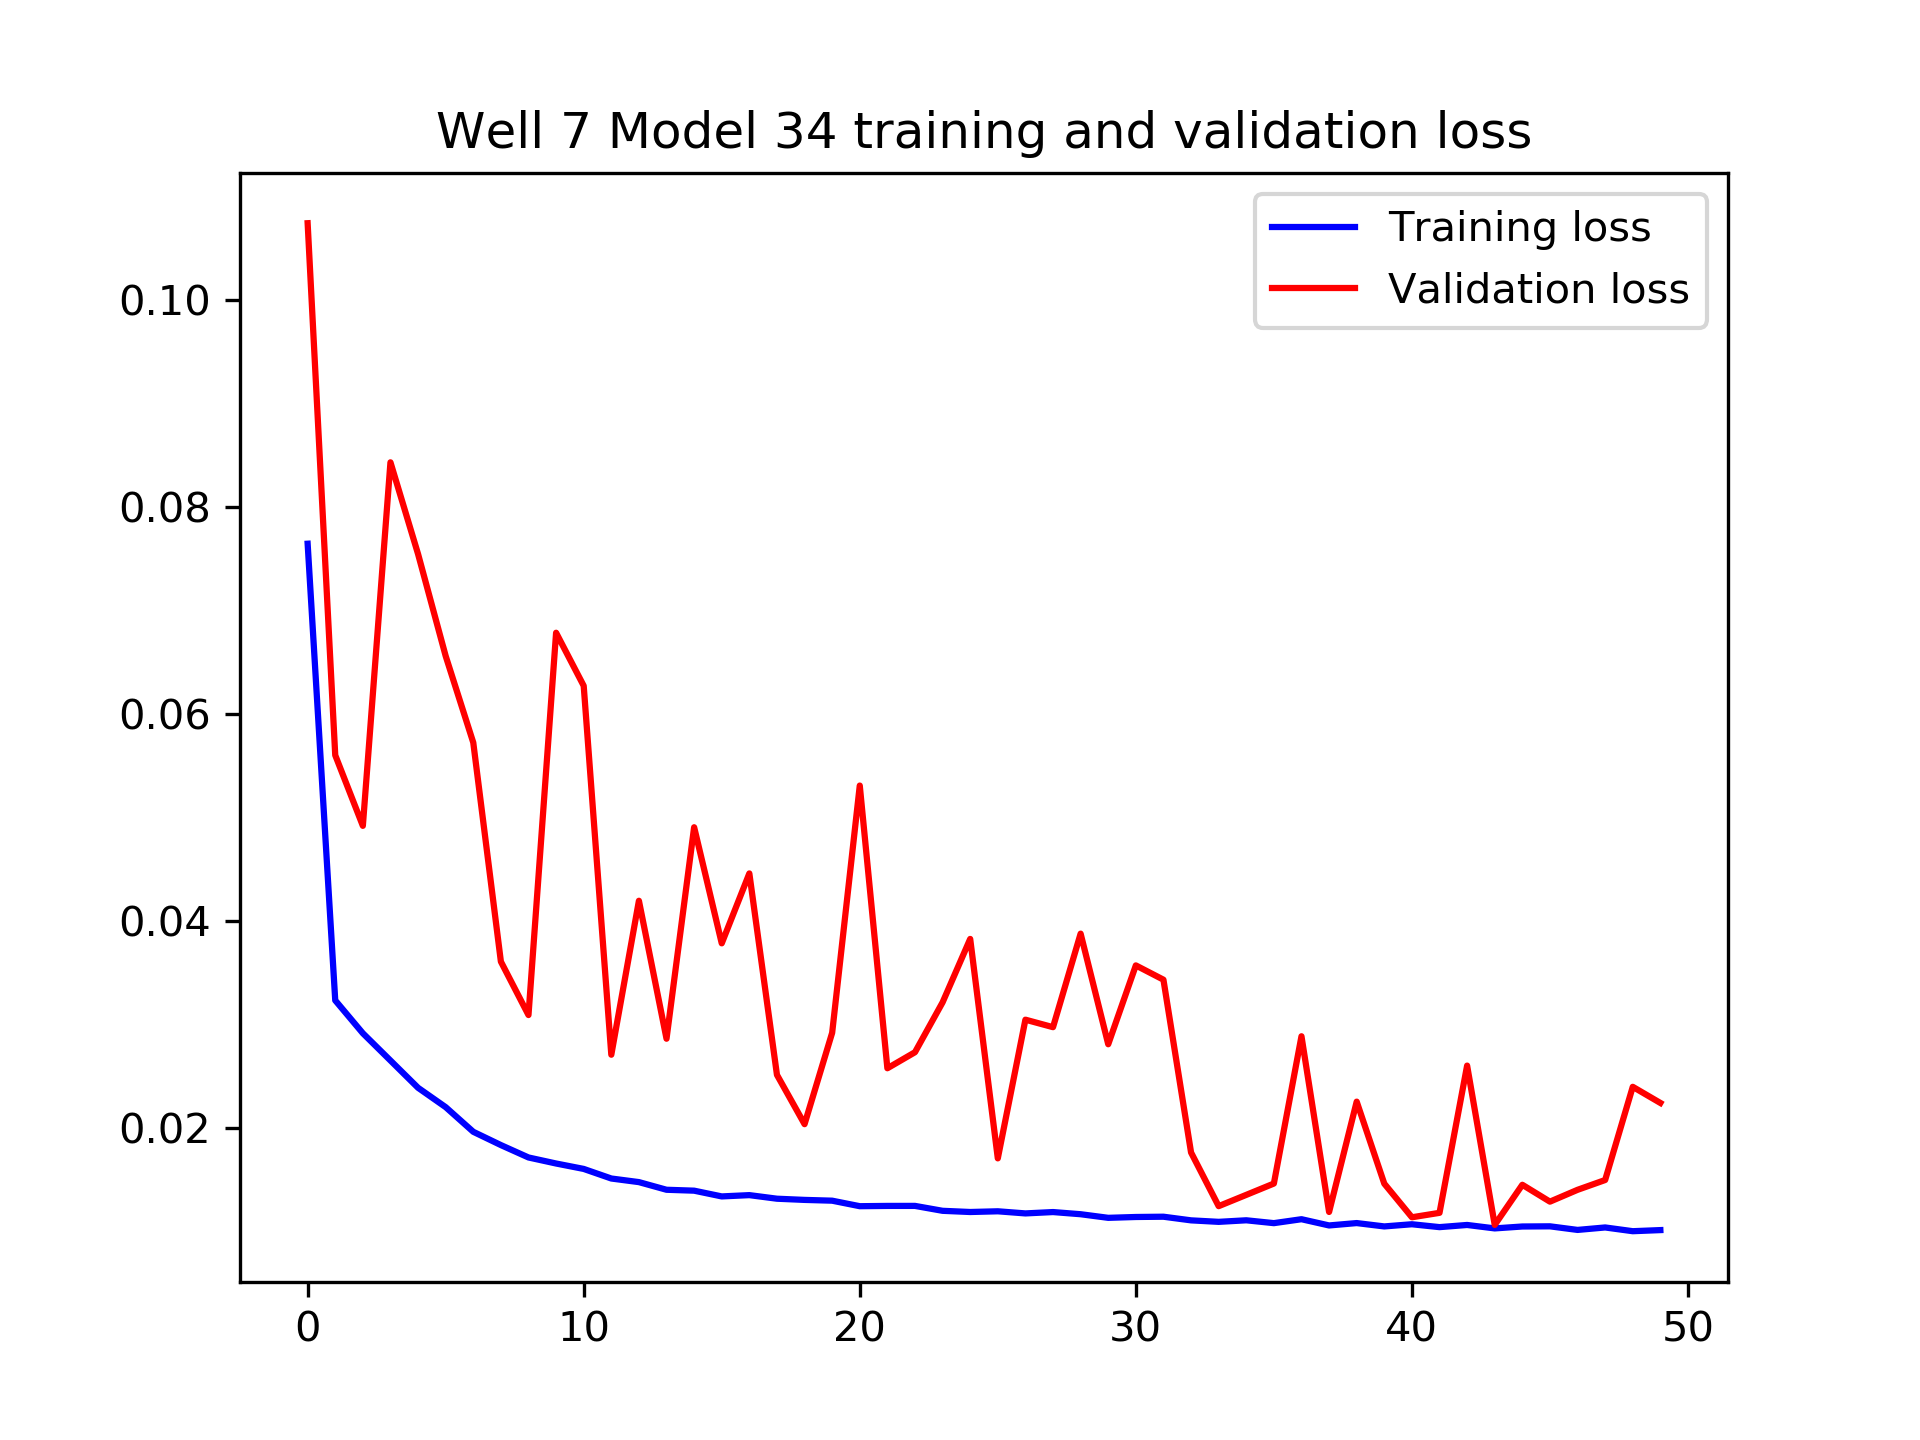 Well 7 Model 34 training and validation loss
Training loss
Validation loss
0.10
0.08
0.06
0.04
0.02
0 10 20 30 40 50